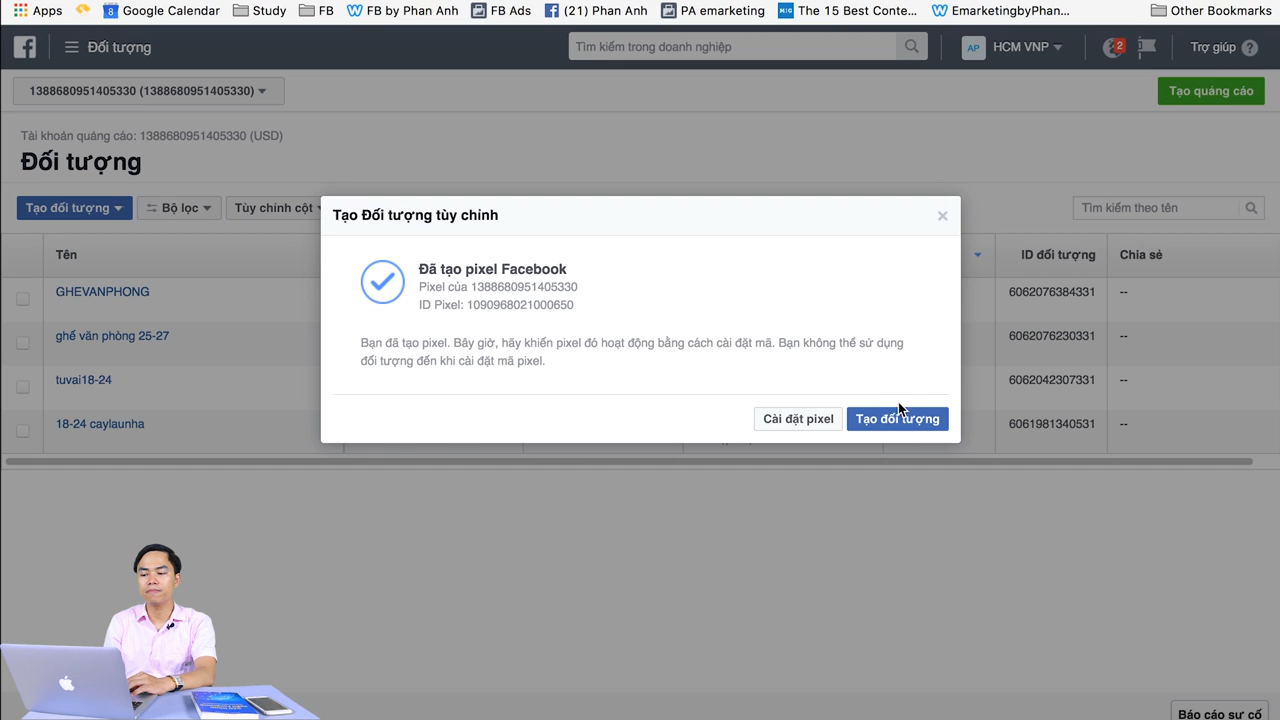 Apps
8 Google Calendar
Study
FB
FB by Phan Anh
FB Ads
(21) Phan Anh
PA emarketing
The 15 Best Conte...
EmarketingbyPhan...
Other Bookmarks
Đối tượng
Tìm kiếm trong doanh nghiệp
AP HCM VNP
2
Trợ giúp
1388680951405330 (1388680951405330)
Tạo quảng cáo
Tài khoản quảng cáo: 1388680951405330 (USD)
Đối tượng
Tạo đối tượng
Bộ lọc
Tùy chỉnh cột
Tìm kiếm theo tên
Tên
ID đối tượng
Chia sẻ
GHEVANPHONG
6062076384331
--
ghế văn phòng 25-27
6062076230331
--
tuvai18-24
6062042307331
--
18-24 caylaunha
6061981340531
--
Tạo Đối tượng tùy chỉnh
Đã tạo pixel Facebook
Pixel của 1388680951405330
ID Pixel: 1090968021000650
Bạn đã tạo pixel. Bây giờ, hãy khiến pixel đó hoạt động bằng cách cài đặt mã. Bạn không thể sử dụng
đối tượng đến khi cài đặt mã pixel.
Cài đặt pixel
Tạo đối tượng
Báo cáo sự cố